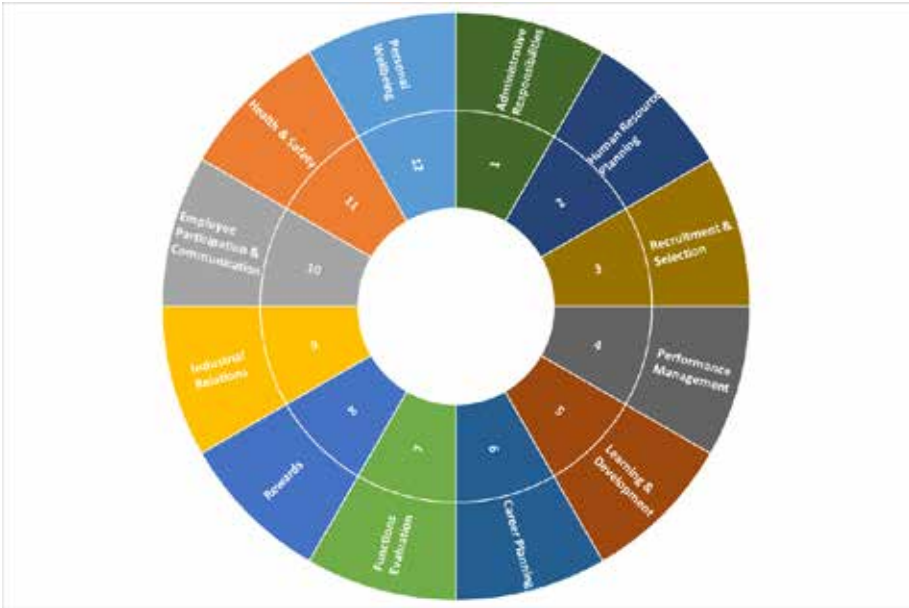 Administrative
Responsibilities
1
Human Resource
Planning
2
Recruitment &
Selection
3
Performance
Management
4
Learning &
Development
5
Career Planning
6
Functions
Evaluation
7
Rewards
8
Industrial
Relations
9
Employee
Participation &
Communication
10
Health & Safety
11
Personal
Wellbeing
12